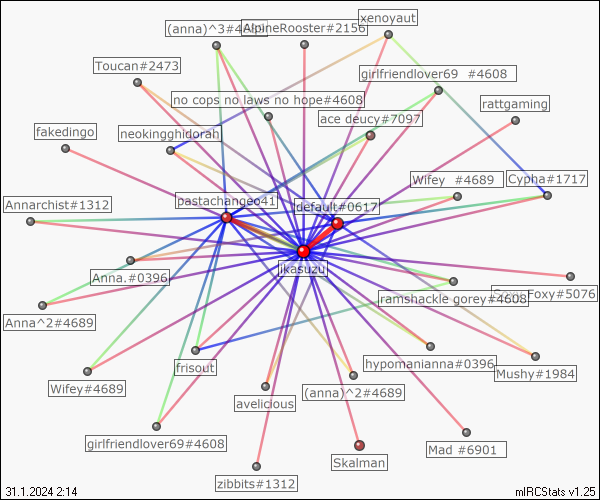 (anna)^3#4689
AlpineRooster#2156
xenoyaut
Toucan#2473
girlfriendlover69 #4608
no cops no laws no hope#4608
rattgaming
ace deucy#7097
fakedingo
neokingghidorah
Wifey #4689
Cypha#1717
Annarchist#1312
pastachangeo41
default#0617
ikasuzu
Anna.#0396
Foxy#5076
ramshackle gorey#4608
Anna^2#4689
frisout
hypomanianna#0396
Mushy#1984
Wifey#4689
(anna)^2#4689
avelicious
girlfriendlover69#4608
Mad #6901
Skalman
zibbits#1312
31.1.2024 2:14
mIRCStats v1.25